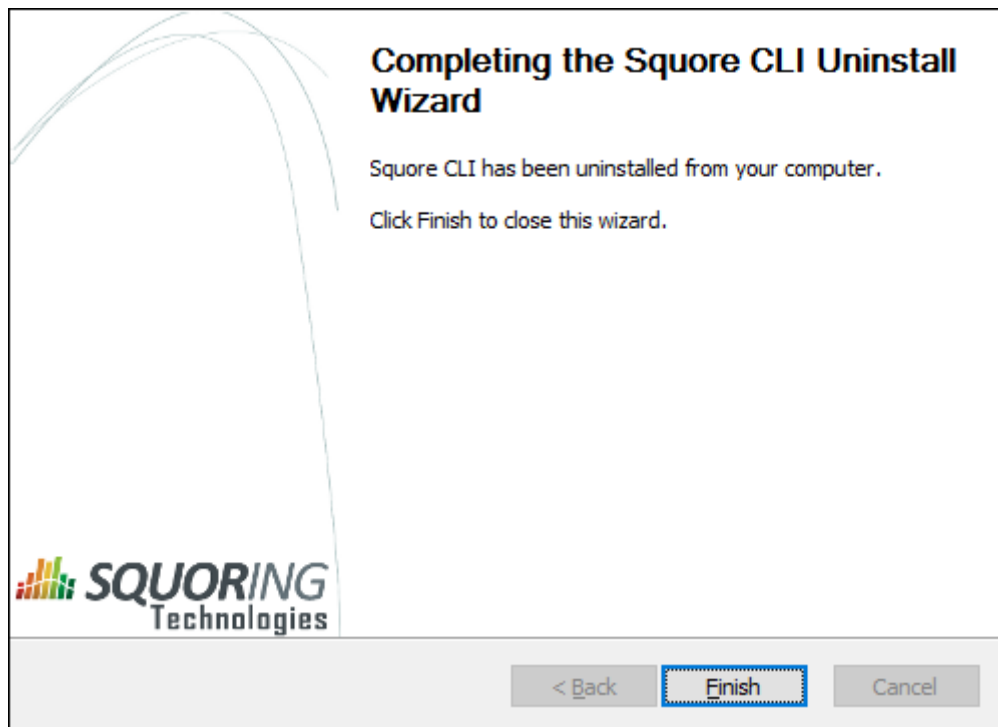 Completing the Squore CLI Uninstall
Wizard
Squore CLI has been uninstalled from your computer.
Click Finish to close this wizard.
SQUORING
Technologies
< Back Finish Cancel